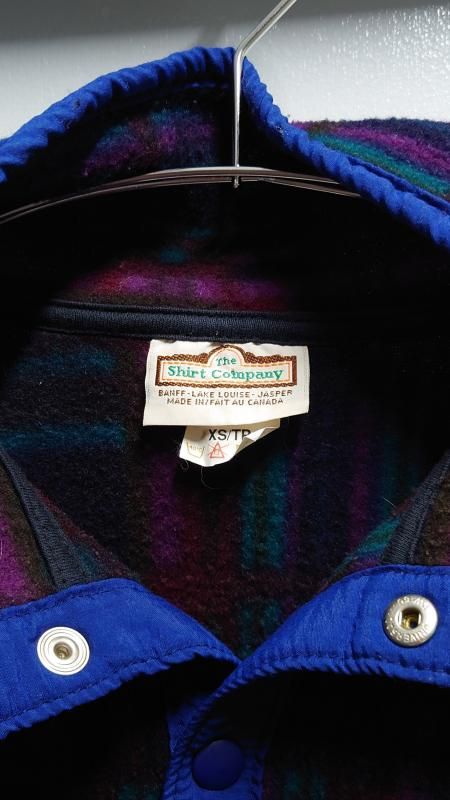 The
Shirt Company
BANFF-LAKE LOUISE-JASPER
MADE IN/FAIT AU CANADA
XS/TP